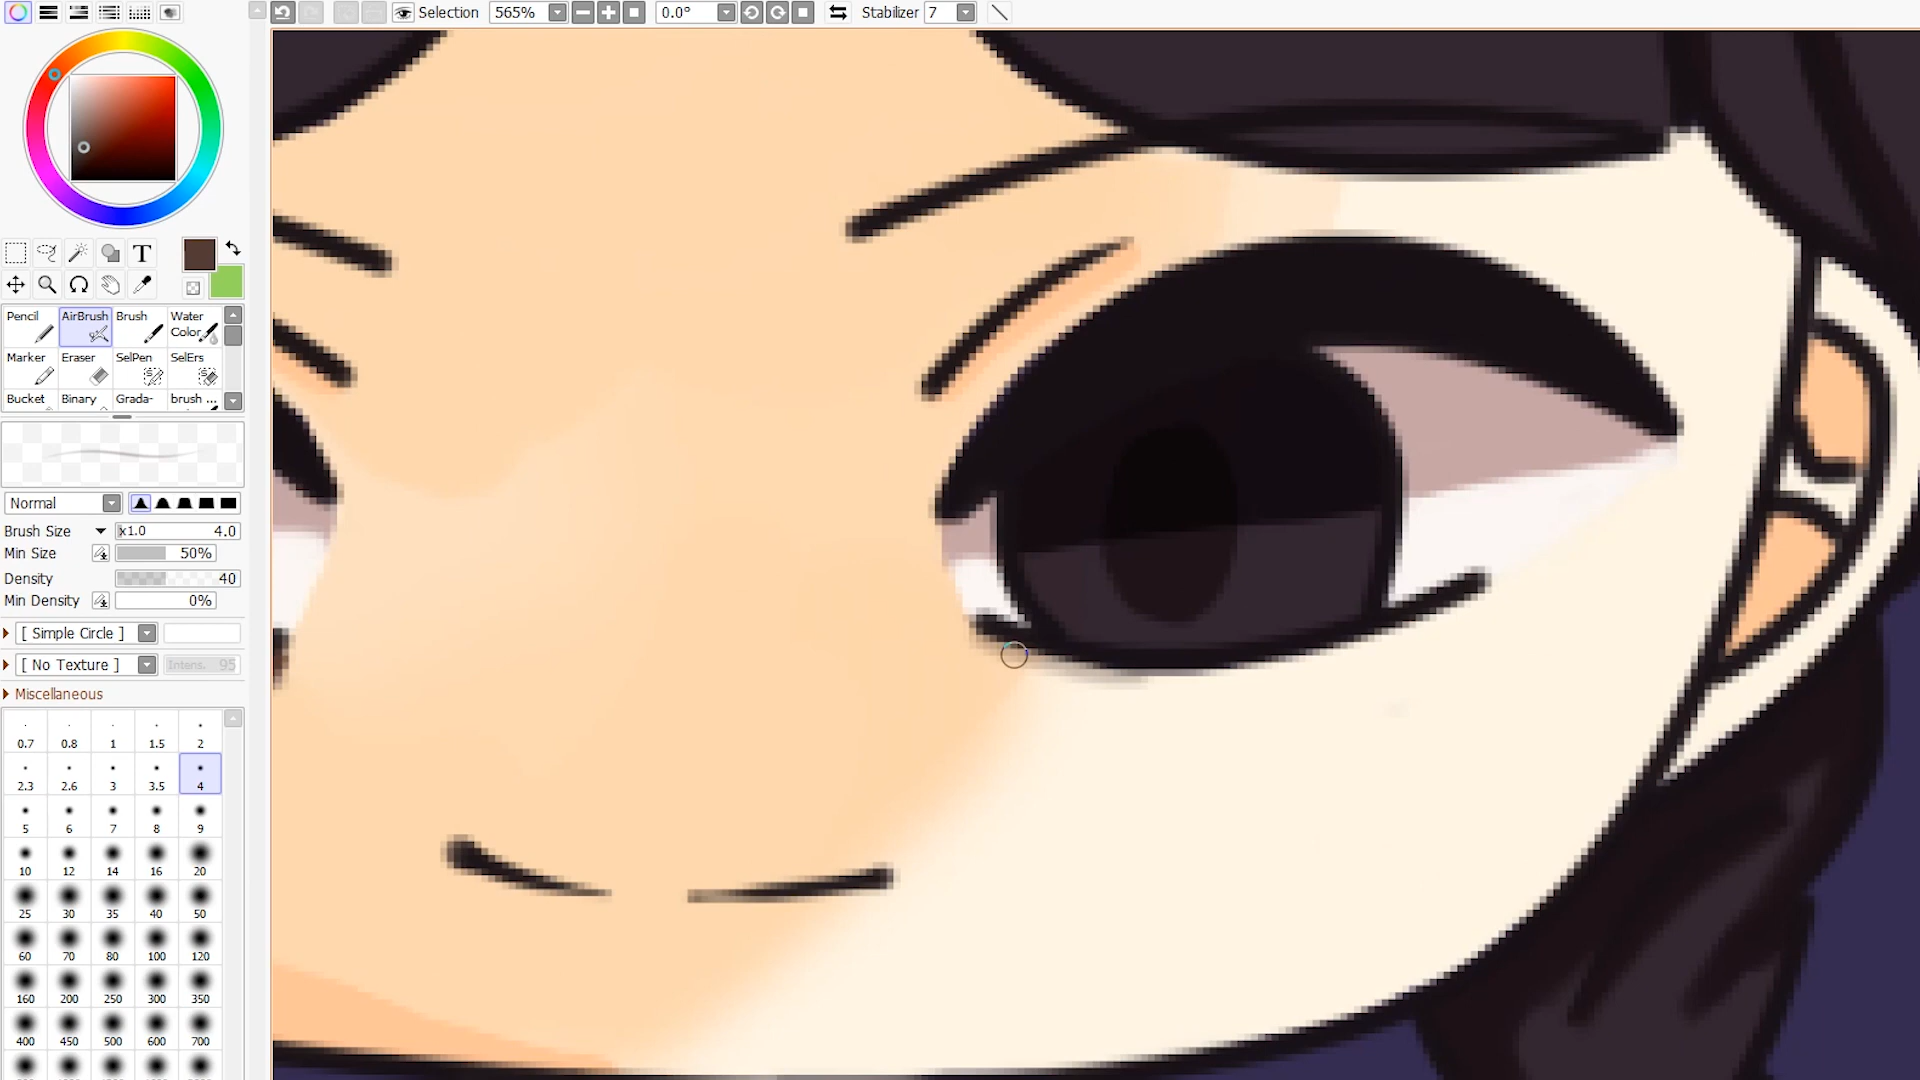 Selection 565% 0.0° Stabilizer 7
T
Pencil AirBrush Brush Water Color
Marker Eraser SelPen SelErs
Bucket Binary Grada- brush ...
Normal
Brush Size x1.0 4.0
Min Size 50%
Density 40
Min Density 0%
[ Simple Circle ]
[ No Texture ] Intens. 95
Miscellaneous
0.7 0.8 1 1.5 2
2.3 2.6 3 3.5 4
5 6 7 8 9
10 12 14 16 20
25 30 35 40 50
60 70 80 100 120
160 200 250 300 350
400 450 500 600 700